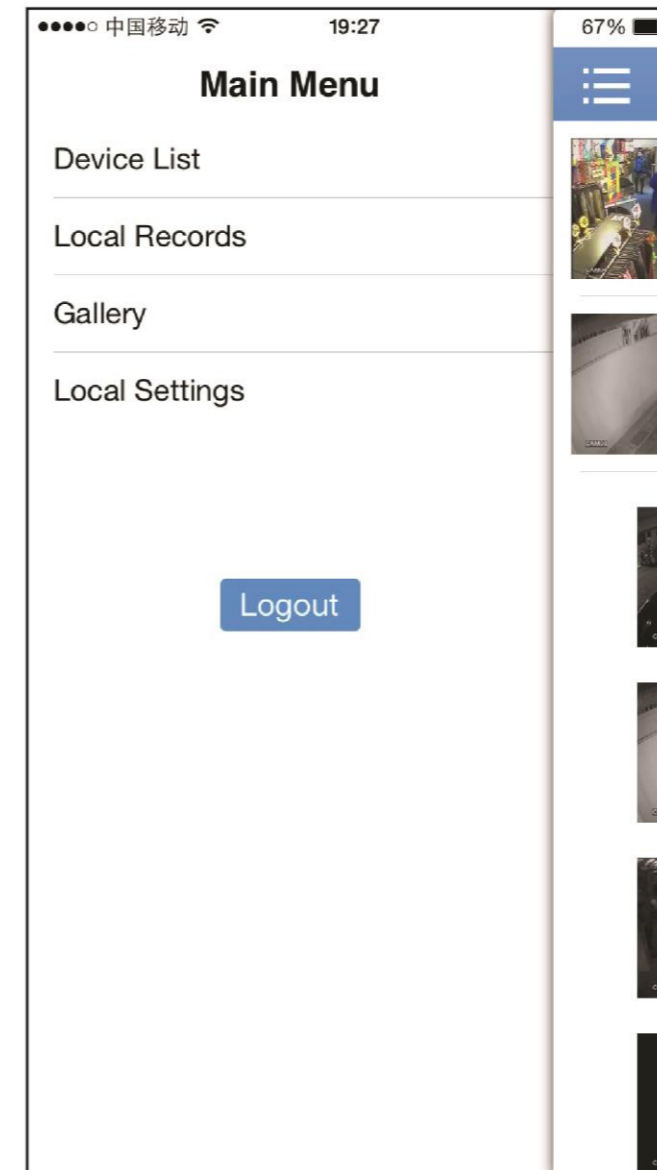 中国移动 19:27 67%
Main Menu
Device List
Local Records
Gallery
Local Settings
Logout